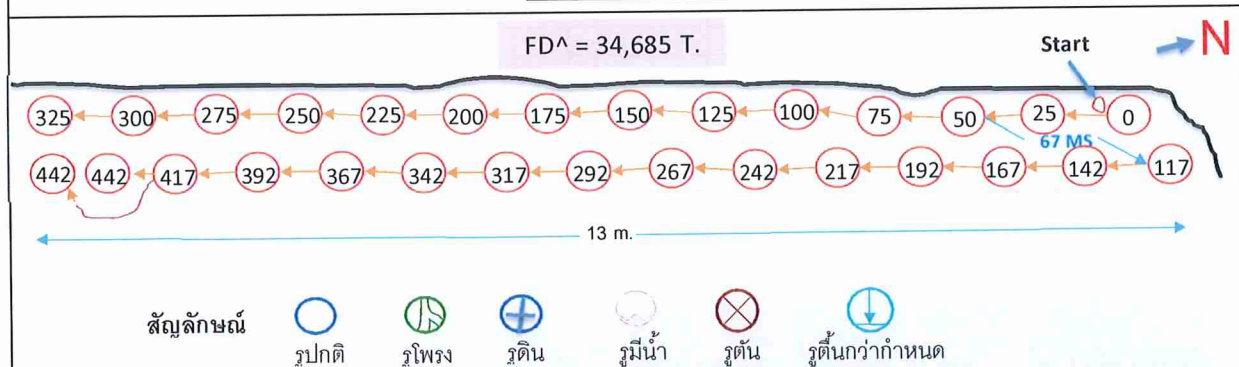 FD^ = 34,685 T.
Start
N
325 300 275 250 225 200 175 150 125 100 75 50 25 0
67 MS
442 442 417 392 367 342 317 292 267 242 217 192 167 142 117
13 m.
สัญลักษณ์
รูปกติ รูโพรง รูดิน รูมีน้ำ รูตัน รูตื้นกว่ากำหนด